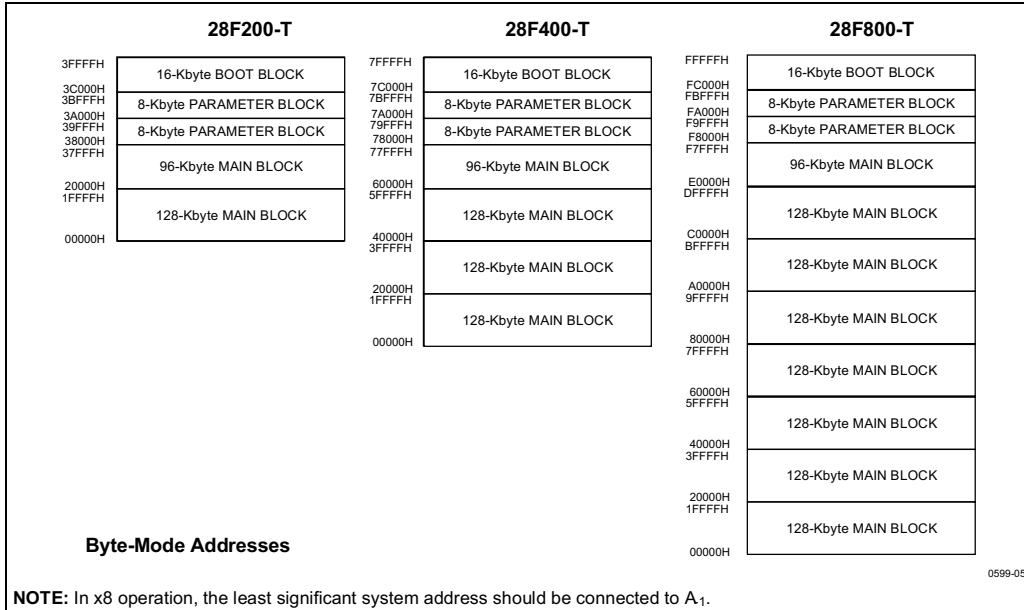 28F200-T
3FFFFH
16-Kbyte BOOT BLOCK
3C000H
3BFFFH
8-Kbyte PARAMETER BLOCK
3A000H
39FFFH
8-Kbyte PARAMETER BLOCK
38000H
37FFFH
96-Kbyte MAIN BLOCK
20000H
1FFFFH
128-Kbyte MAIN BLOCK
00000H
28F400-T
7FFFFH
16-Kbyte BOOT BLOCK
7C000H
7BFFFH
8-Kbyte PARAMETER BLOCK
7A000H
79FFFH
8-Kbyte PARAMETER BLOCK
78000H
77FFFH
96-Kbyte MAIN BLOCK
60000H
5FFFFH
128-Kbyte MAIN BLOCK
40000H
3FFFFH
128-Kbyte MAIN BLOCK
20000H
1FFFFH
128-Kbyte MAIN BLOCK
00000H
28F800-T
FFFFFH
16-Kbyte BOOT BLOCK
FC000H
FBFFFH
8-Kbyte PARAMETER BLOCK
FA000H
F9FFFH
8-Kbyte PARAMETER BLOCK
F8000H
F7FFFH
96-Kbyte MAIN BLOCK
E0000H
DFFFFH
128-Kbyte MAIN BLOCK
C0000H
BFFFFH
128-Kbyte MAIN BLOCK
A0000H
9FFFFH
128-Kbyte MAIN BLOCK
80000H
7FFFFH
128-Kbyte MAIN BLOCK
60000H
5FFFFH
128-Kbyte MAIN BLOCK
40000H
3FFFFH
128-Kbyte MAIN BLOCK
20000H
1FFFFH
128-Kbyte MAIN BLOCK
00000H
Byte-Mode Addresses
0599-05
NOTE: In x8 operation, the least significant system address should be connected to A-1.